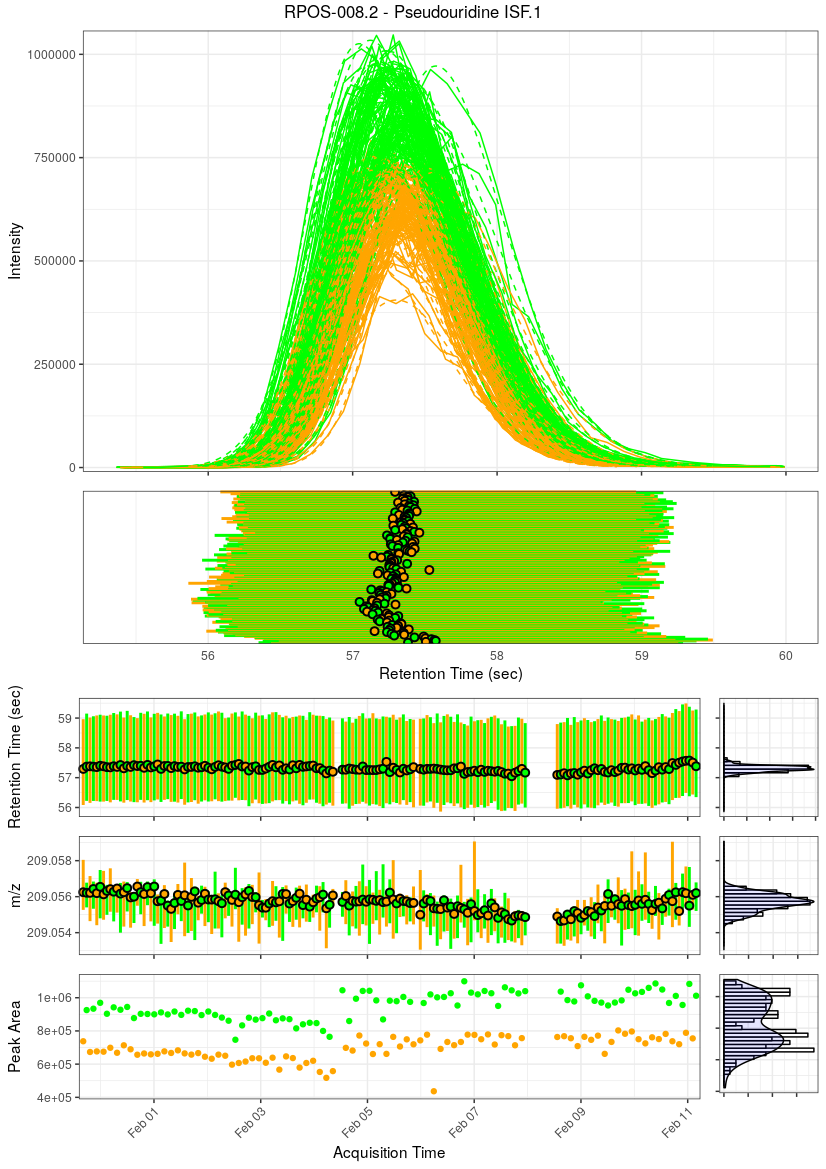 RPOS-008.2 - Pseudouridine ISF.1
1000000
750000
500000
250000
0
Intensity
56
57
58
59
60
Retention Time (sec)
59
58
57
56
Retention Time (sec)
209.058
209.056
209.054
m/z
1e+06
8e+05
6e+05
4e+05
Peak Area
Feb 01
Feb 03
Feb 05
Feb 07
Feb 09
Feb 11
Acquisition Time